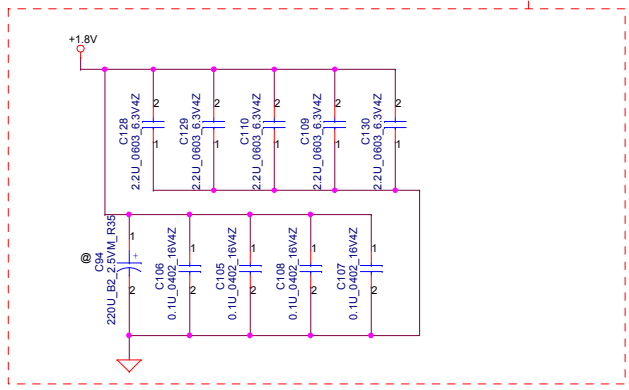 +1.8V
C128
2.2U_0603_6.3V4Z
2
1
C129
2.2U_0603_6.3V4Z
2
1
C110
2.2U_0603_6.3V4Z
2
1
C109
2.2U_0603_6.3V4Z
2
1
C130
2.2U_0603_6.3V4Z
2
1
@
C94
220U_B2_2.5VM_R35
1
+
2
C106
0.1U_0402_16V4Z
1
2
C105
0.1U_0402_16V4Z
1
2
C108
0.1U_0402_16V4Z
1
2
C107
0.1U_0402_16V4Z
1
2